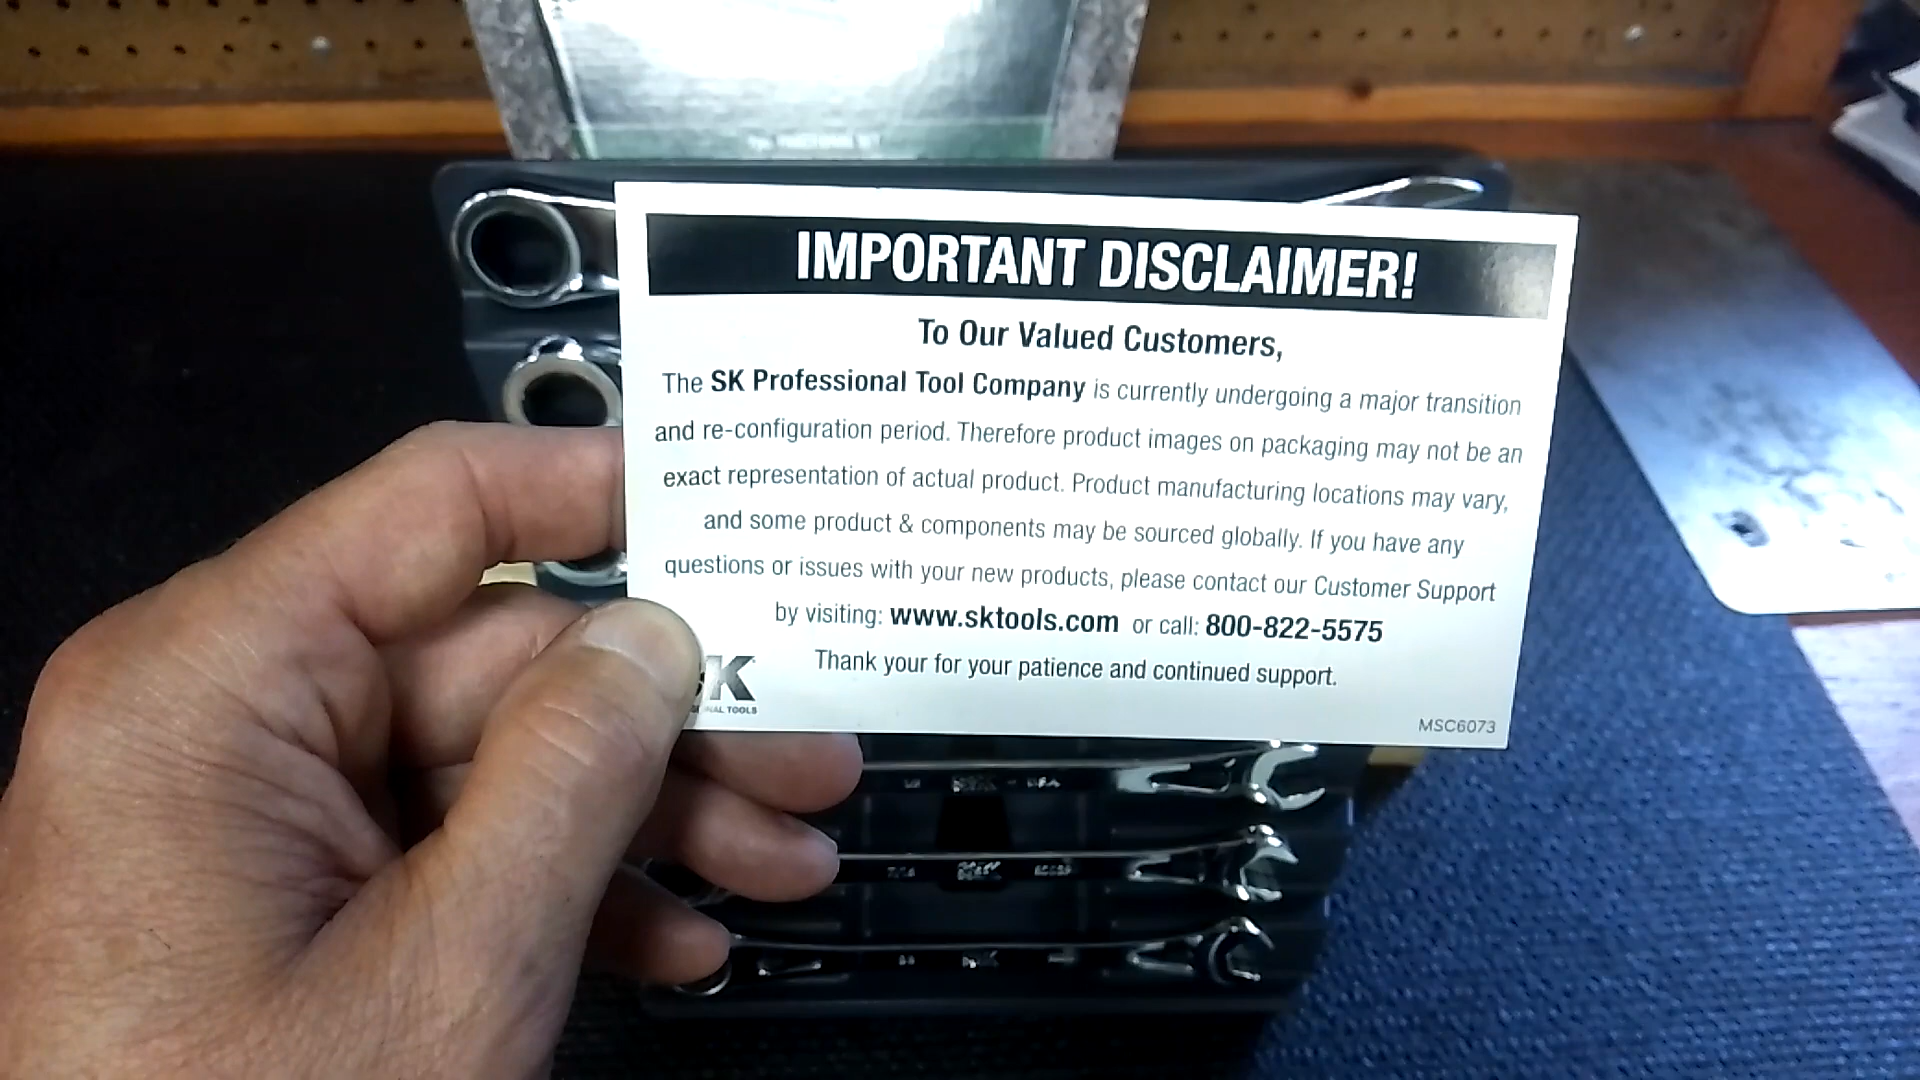 IMPORTANT DISCLAIMER!
To Our Valued Customers,
The SK Professional Tool Company is currently undergoing a major transition
and re-configuration period. Therefore product images on packaging may not be an
exact representation of actual product. Product manufacturing locations may vary,
and some product & components may be sourced globally. If you have any
questions or issues with your new products, please contact our Customer Support
by visiting: www.sktools.com or call: 800-822-5575
Thank your for your patience and continued support.
K
NAL TOOLS
MSC6073